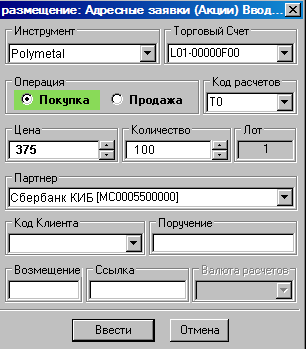 размещение: Адресные заявки (Акции) Ввод...
Инструмент Торговый Счет
Polymetal L01-00000F00
Операция Код расчетов
Покупка Продажа T0
Цена Количество Лот
375 100 1
Партнер
Сбербанк КИБ [MC0005500000]
Код Клиента Поручение
Возмещение Ссылка Валюта расчетов
Ввести Отмена